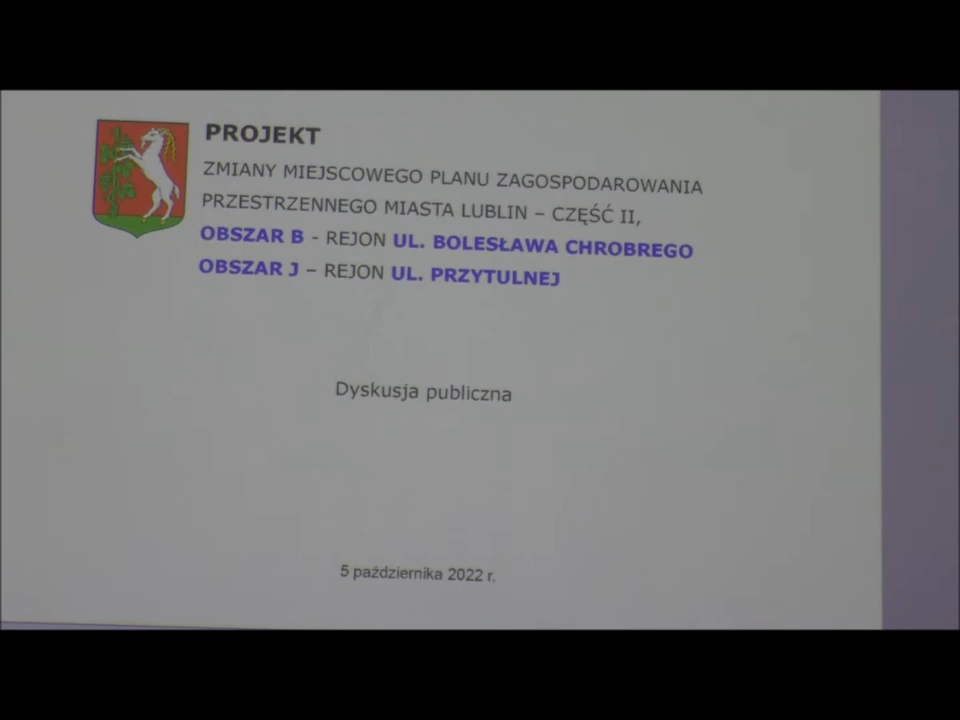 PROJEKT
ZMIANY MIEJSCOWEGO PLANU ZAGOSPODAROWANIA
PRZESTRZENNEGO MIASTA LUBLIN – CZĘŚĆ II,
OBSZAR B - REJON UL. BOLESŁAWA CHROBREGO
OBSZAR J – REJON UL. PRZYTULNEJ
Dyskusja publiczna
5 października 2022 r.